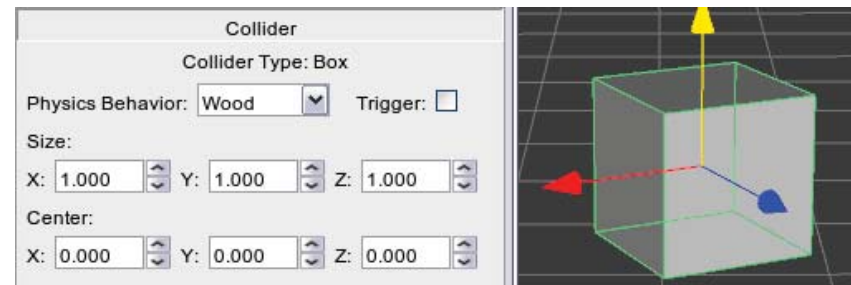 Collider
Collider Type: Box
Physics Behavior: Wood Trigger:
Size:
X: 1.000 Y: 1.000 Z: 1.000
Center:
X: 0.000 Y: 0.000 Z: 0.000